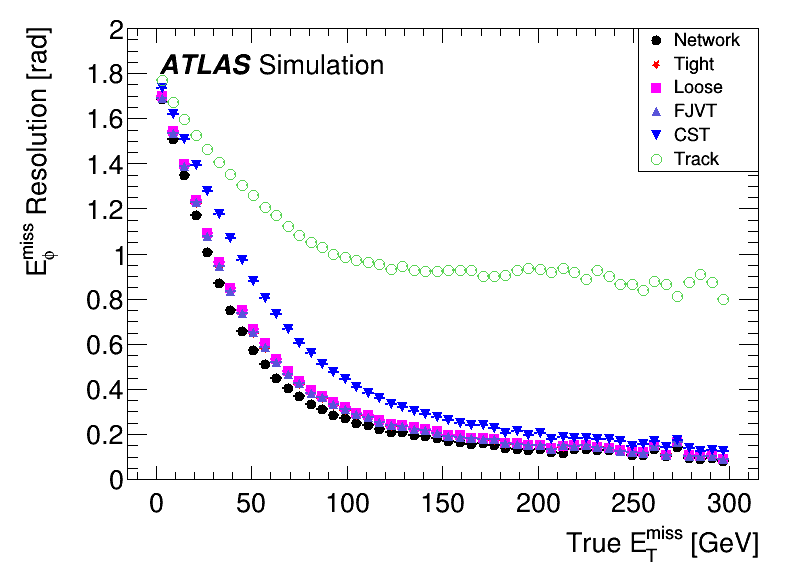 ATLAS Simulation
Network
Tight
Loose
FJVT
CST
Track
E_ϕ^miss Resolution [rad]
2
1.8
1.6
1.4
1.2
1
0.8
0.6
0.4
0.2
0
0 50 100 150 200 250 300
True E_T^miss [GeV]